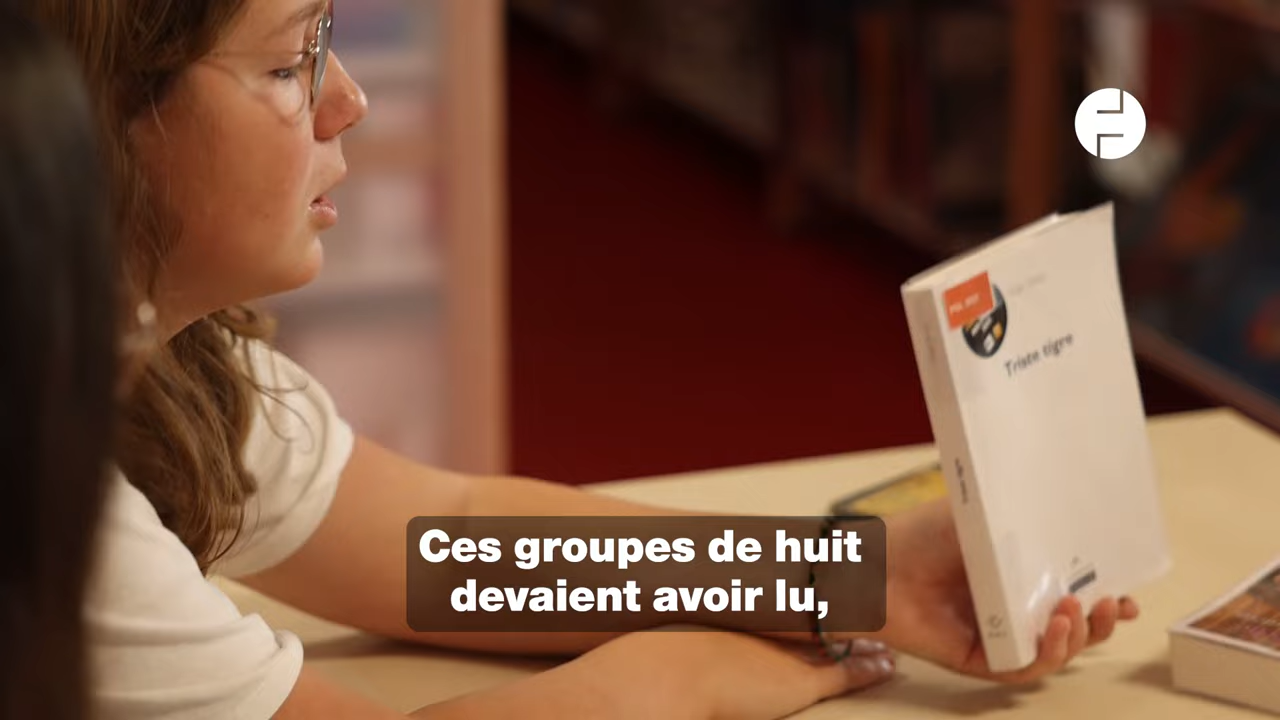 Triste tigre
Ces groupes de huit
devaient avoir lu,